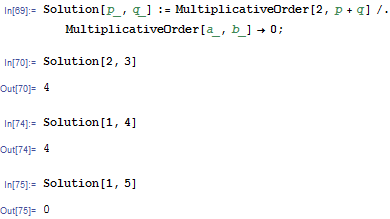 In[69]:= Solution[p_, q_] := MultiplicativeOrder[2, p + q] /.
MultiplicativeOrder[a_, b_] → 0;
In[70]:= Solution[2, 3]
Out[70]= 4
In[74]:= Solution[1, 4]
Out[74]= 4
In[75]:= Solution[1, 5]
Out[75]= 0